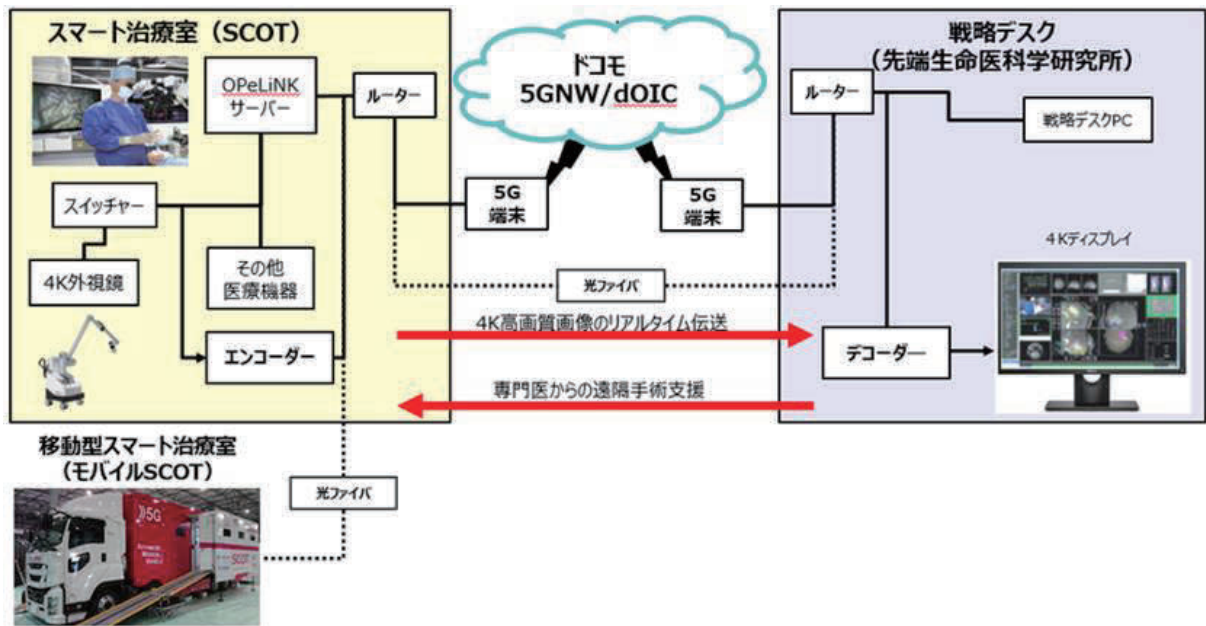 スマート治療室（SCOT）
OPeLiNK
サーバー
ルーター
スイッチャー
4K外視鏡
その他
医療機器
エンコーダー
ドコモ
5GNW/dOIC
5G
端末
5G
端末
光ファイバ
4K高画質画像のリアルタイム伝送
専門医からの遠隔手術支援
戦略デスク
（先端生命医科学研究所）
ルーター
戦略デスクPC
4Kディスプレイ
デコーダー
移動型スマート治療室
（モバイルSCOT）
光ファイバ
5G
SCOT